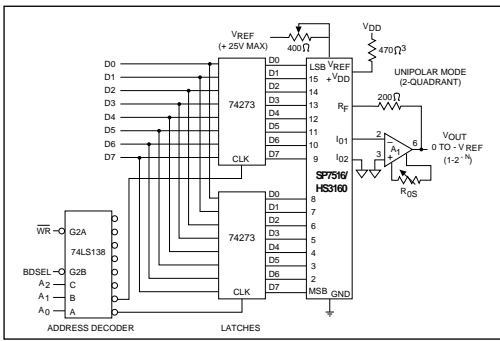 VREF
(+ 25V MAX)
400Ω
VDD
470Ω3
D0
D1
D2
D3
D4
D5
D6
D7
74273
CLK
D0
D1
D2
D3
D4
D5
D6
D7
LSB
15
14
13
12
11
10
9
VREF
+VDD
RF
I01
I02
SP7516/
HS3160
UNIPOLAR MODE
(2-QUADRANT)
200Ω
2
3
6
−
+
A1
VOUT
0 TO - VREF
(1-2-N)
R0S
74273
CLK
D0
D1
D2
D3
D4
D5
D6
D7
8
7
6
5
4
3
2
MSB
GND
WR
BDSEL
A2
A1
A0
G2A
74LS138
G2B
C
B
A
ADDRESS DECODER
LATCHES